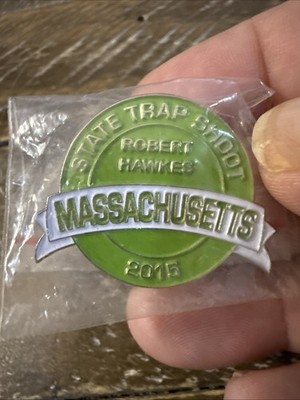 STATE TRAP SHOOT
ROBERT
HAWKES
MASSACHUSETTS
2015